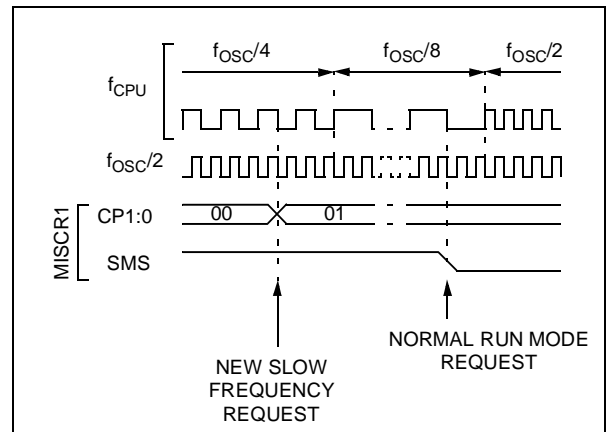 fOSC/4 fOSC/8 fOSC/2
fCPU
fOSC/2
MISCR1
CP1:0 00 01
SMS
NEW SLOW
FREQUENCY
REQUEST
NORMAL RUN MODE
REQUEST